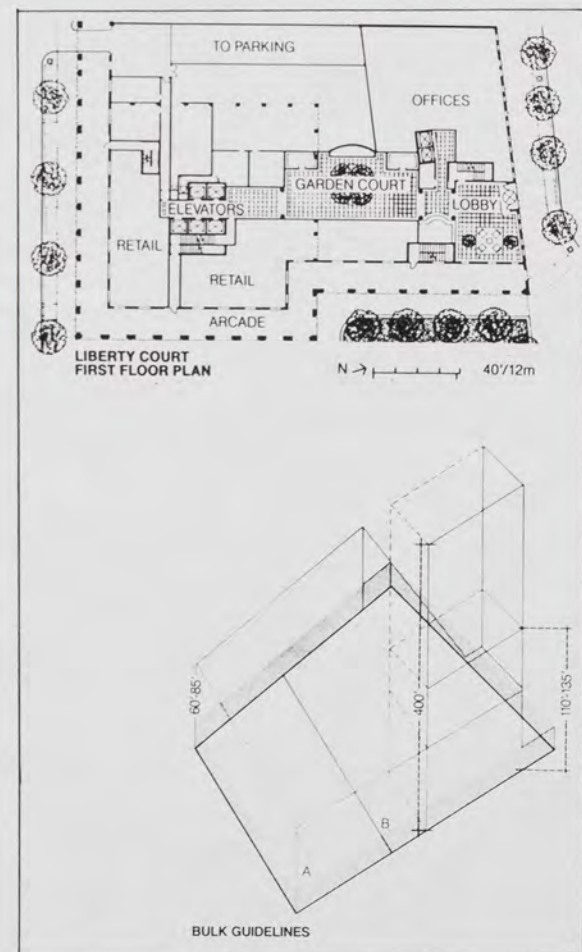 TO PARKING
OFFICES
GARDEN COURT
ELEVATORS
LOBBY
RETAIL
RETAIL
ARCADE
LIBERTY COURT
FIRST FLOOR PLAN
N 40'/12m
60'-85'
400'
110'-135'
A
B
BULK GUIDELINES